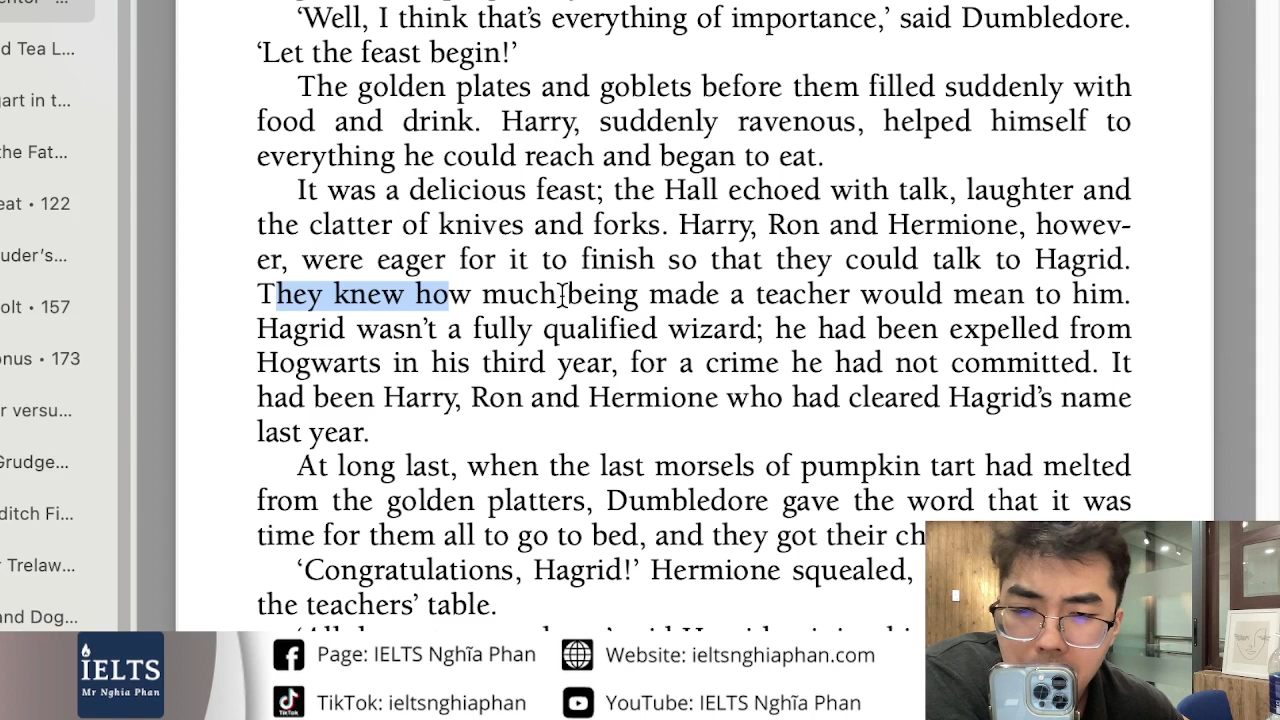 'Well, I think that's everything of importance,' said Dumbledore.
'Let the feast begin!'
The golden plates and goblets before them filled suddenly with
food and drink. Harry, suddenly ravenous, helped himself to
everything he could reach and began to eat.
It was a delicious feast; the Hall echoed with talk, laughter and
the clatter of knives and forks. Harry, Ron and Hermione, howev-
er, were eager for it to finish so that they could talk to Hagrid.
They knew how much being made a teacher would mean to him.
Hagrid wasn't a fully qualified wizard; he had been expelled from
Hogwarts in his third year, for a crime he had not committed. It
had been Harry, Ron and Hermione who had cleared Hagrid's name
last year.
At long last, when the last morsels of pumpkin tart had melted
from the golden platters, Dumbledore gave the word that it was
time for them all to go to bed, and they got their ch
'Congratulations, Hagrid!' Hermione squealed,
the teachers' table.
d Tea L...
gart in t...
the Fat...
eat • 122
uder's...
olt • 157
onus • 173
r versu...
Grudge...
ditch Fi...
r Trelaw...
and Dog...
IELTS
Mr Nghia Phan
Page: IELTS Nghĩa Phan
Website: ieltsnghiaphan.com
TikTok: ieltsnghiaphan
YouTube: IELTS Nghĩa Phan